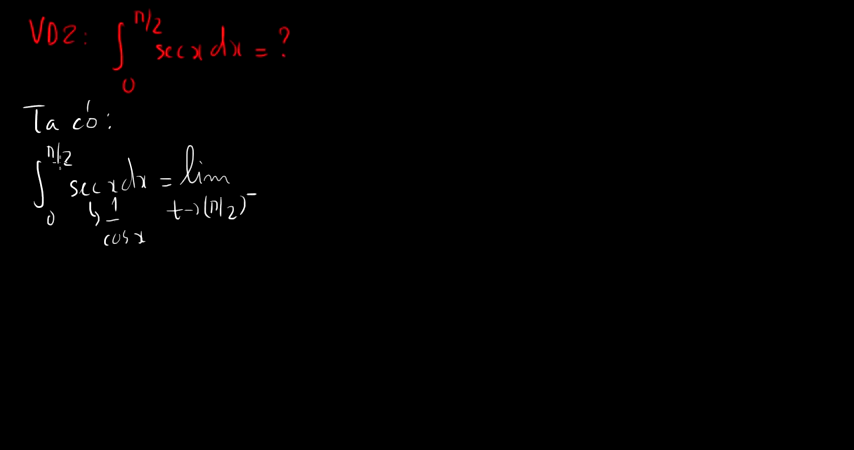 VD2: ∫₀^(π/2) sec x dx = ?
Ta có:
∫₀^(π/2) sec x dx = lim
t→(π/2)⁻
↳ 1/cos x